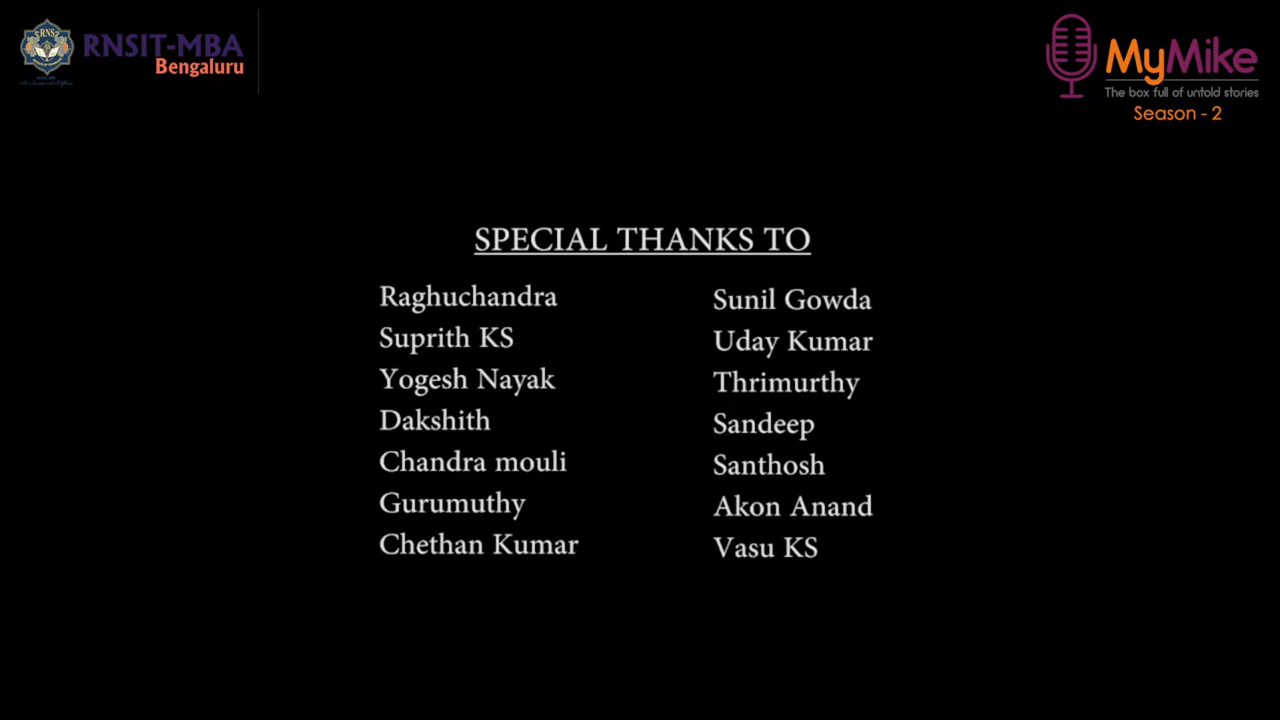 RNS
RNSIT-MBA
Bengaluru
MyMike
The box full of untold stories
Season - 2
SPECIAL THANKS TO
Raghuchandra
Suprith KS
Yogesh Nayak
Dakshith
Chandra mouli
Gurumuthy
Chethan Kumar
Sunil Gowda
Uday Kumar
Thrimurthy
Sandeep
Santhosh
Akon Anand
Vasu KS